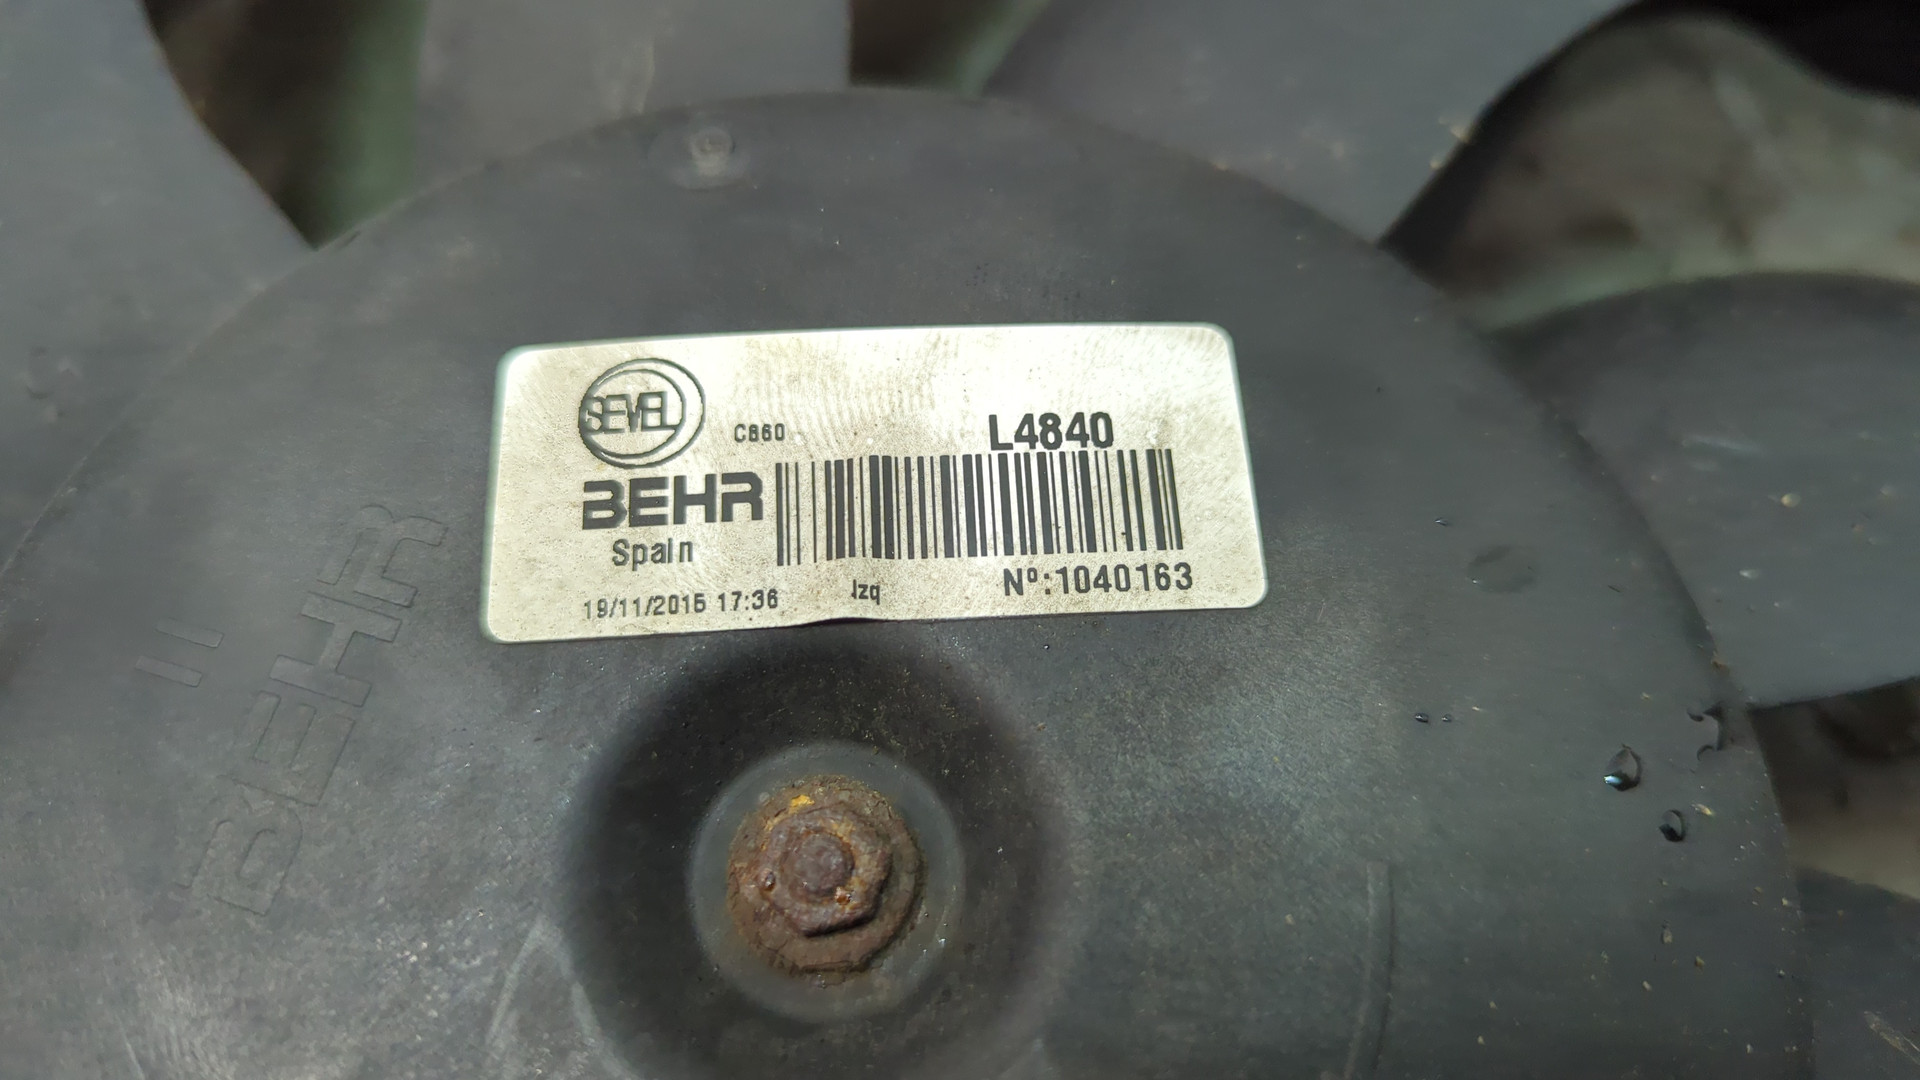 SEVEL
C860 L4840
BEHR
Spain
19/11/2015 17:36 Izq Nº:1040163
BEHR